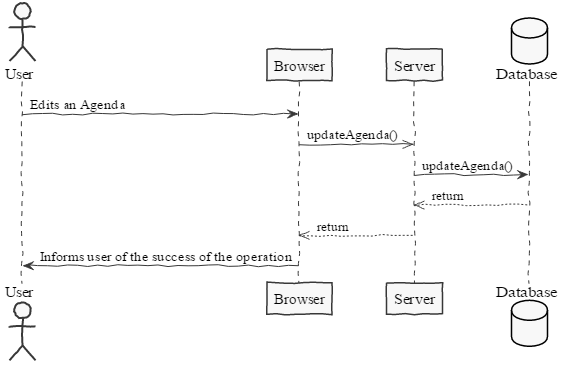 User
Browser
Server
Database
Edits an Agenda
updateAgenda()
updateAgenda()
return
return
Informs user of the success of the operation
User
Browser
Server
Database